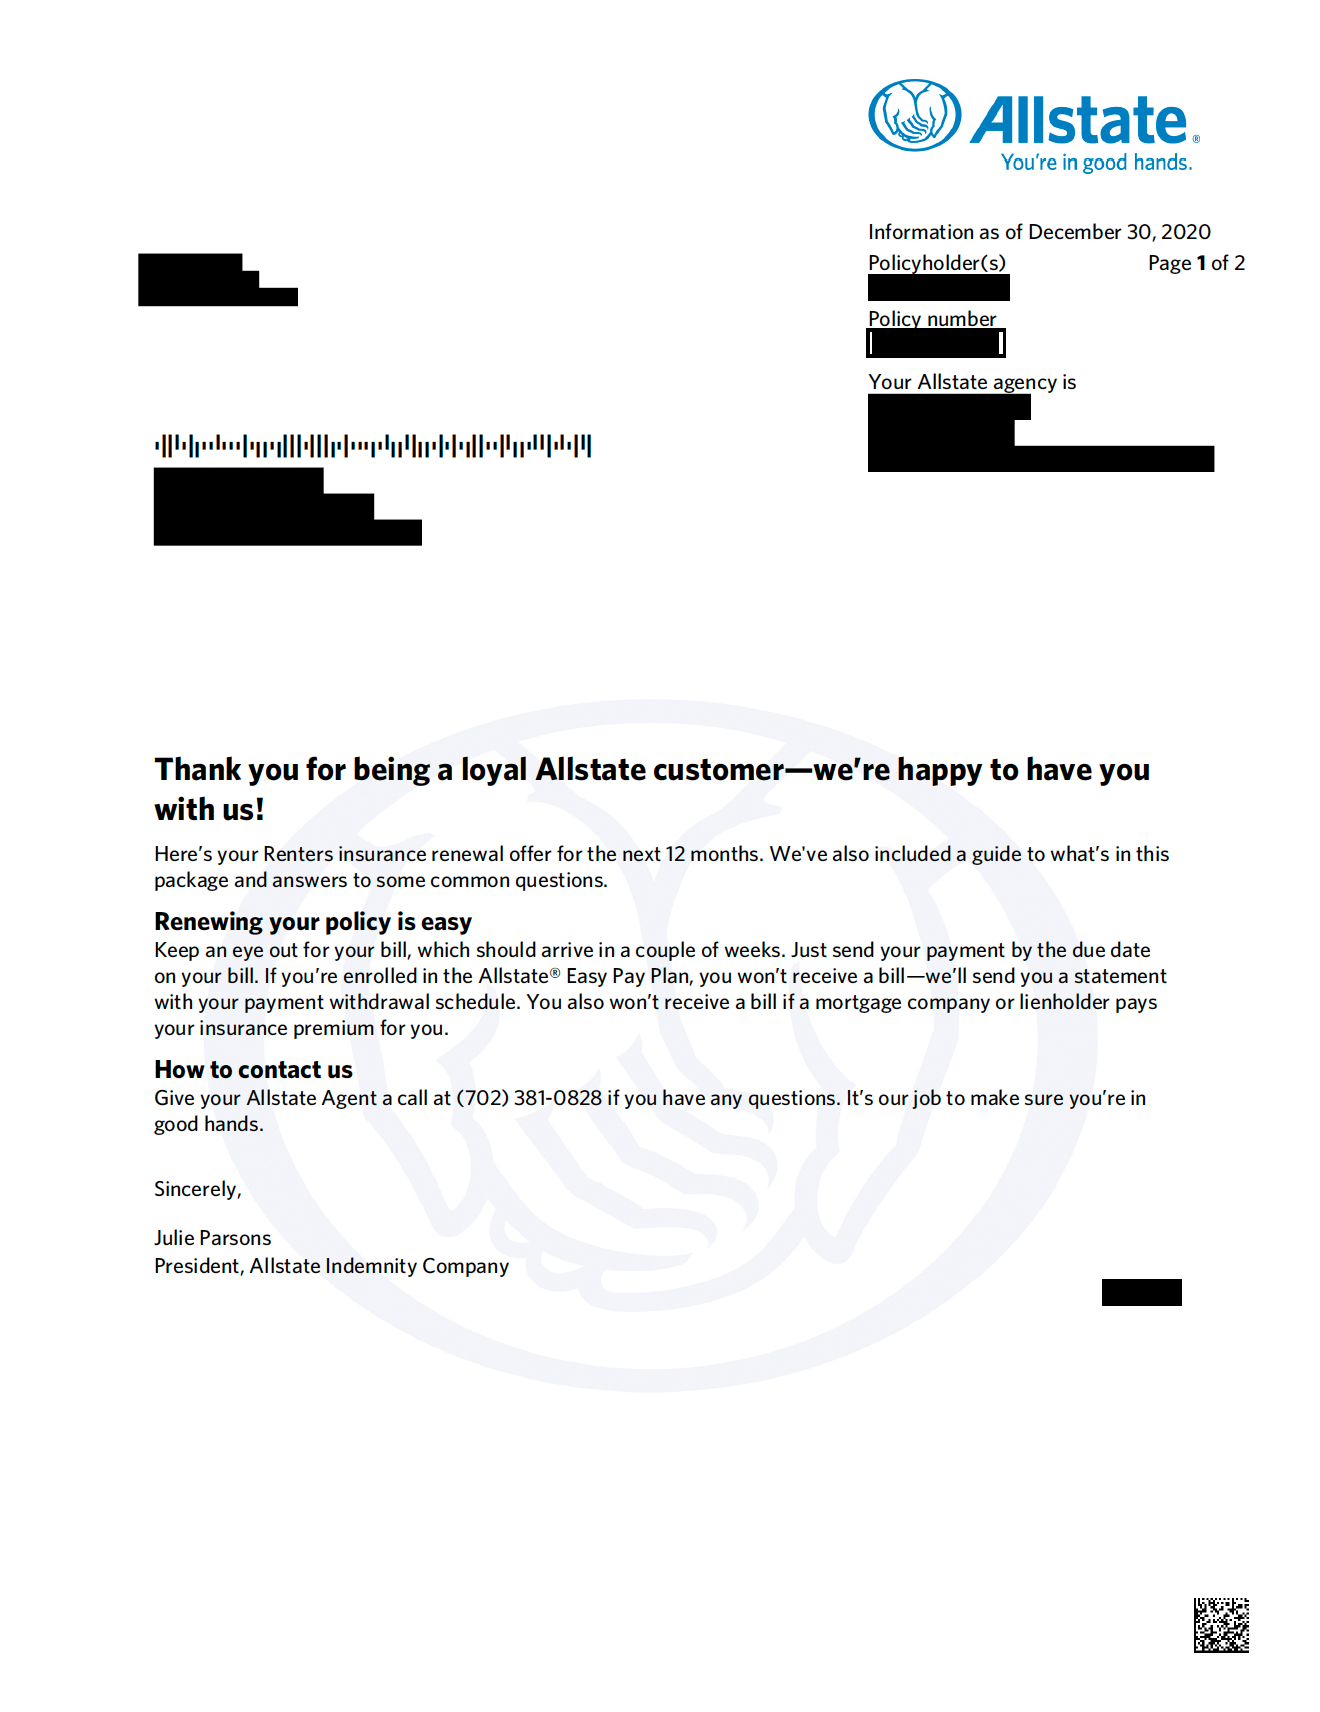 Allstate®
You're in good hands.
Information as of December 30, 2020
Policyholder(s) Page 1 of 2
Policy number
Your Allstate agency is
Thank you for being a loyal Allstate customer—we're happy to have you
with us!
Here's your Renters insurance renewal offer for the next 12 months. We've also included a guide to what's in this
package and answers to some common questions.
Renewing your policy is easy
Keep an eye out for your bill, which should arrive in a couple of weeks. Just send your payment by the due date
on your bill. If you're enrolled in the Allstate® Easy Pay Plan, you won't receive a bill—we'll send you a statement
with your payment withdrawal schedule. You also won't receive a bill if a mortgage company or lienholder pays
your insurance premium for you.
How to contact us
Give your Allstate Agent a call at (702) 381-0828 if you have any questions. It's our job to make sure you're in
good hands.
Sincerely,
Julie Parsons
President, Allstate Indemnity Company